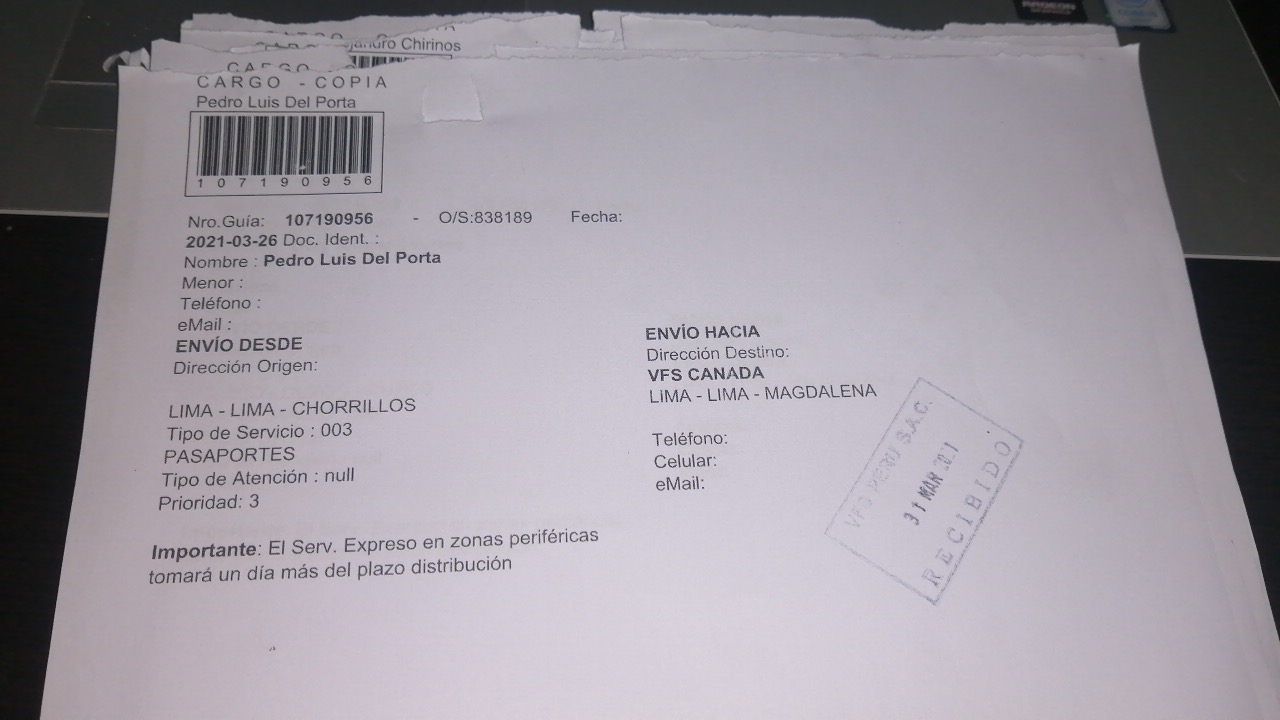 jandro Chirinos
CARGO
CARGO - COPIA
Pedro Luis Del Porta
107190956
Nro.Guía: 107190956 - O/S:838189 Fecha:
2021-03-26 Doc. Ident. :
Nombre : Pedro Luis Del Porta
Menor :
Teléfono :
eMail :
ENVÍO DESDE
Dirección Origen:
LIMA - LIMA - CHORRILLOS
Tipo de Servicio : 003
PASAPORTES
Tipo de Atención : null
Prioridad: 3
ENVÍO HACIA
Dirección Destino:
VFS CANADA
LIMA - LIMA - MAGDALENA
Teléfono:
Celular:
eMail:
VFS PERU S.A.C.
31 MAR 2021
RECIBIDO
Importante: El Serv. Expreso en zonas periféricas
tomará un día más del plazo distribución
RADEON